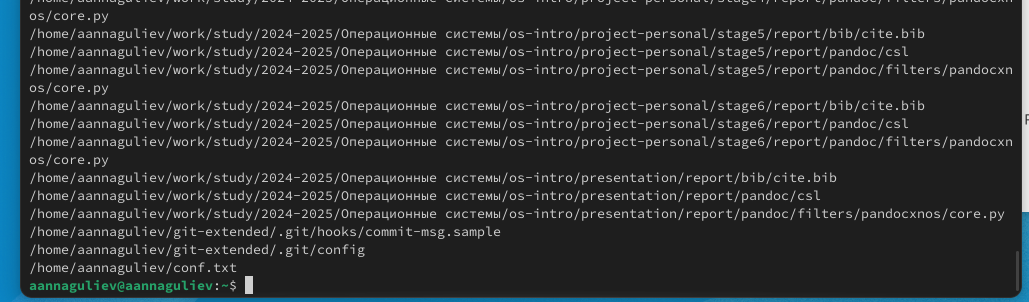 /home/aannaguliev/work/study/2024-2025/Операционные системы/os-intro/project-personal/stage4/report/pandoc/filters/pandocxn
os/core.py
/home/aannaguliev/work/study/2024-2025/Операционные системы/os-intro/project-personal/stage5/report/bib/cite.bib
/home/aannaguliev/work/study/2024-2025/Операционные системы/os-intro/project-personal/stage5/report/pandoc/csl
/home/aannaguliev/work/study/2024-2025/Операционные системы/os-intro/project-personal/stage5/report/pandoc/filters/pandocxn
os/core.py
/home/aannaguliev/work/study/2024-2025/Операционные системы/os-intro/project-personal/stage6/report/bib/cite.bib
/home/aannaguliev/work/study/2024-2025/Операционные системы/os-intro/project-personal/stage6/report/pandoc/csl
/home/aannaguliev/work/study/2024-2025/Операционные системы/os-intro/project-personal/stage6/report/pandoc/filters/pandocxn
os/core.py
/home/aannaguliev/work/study/2024-2025/Операционные системы/os-intro/presentation/report/bib/cite.bib
/home/aannaguliev/work/study/2024-2025/Операционные системы/os-intro/presentation/report/pandoc/csl
/home/aannaguliev/work/study/2024-2025/Операционные системы/os-intro/presentation/report/pandoc/filters/pandocxnos/core.py
/home/aannaguliev/git-extended/.git/hooks/commit-msg.sample
/home/aannaguliev/git-extended/.git/config
/home/aannaguliev/conf.txt
aannaguliev@aannaguliev:~$